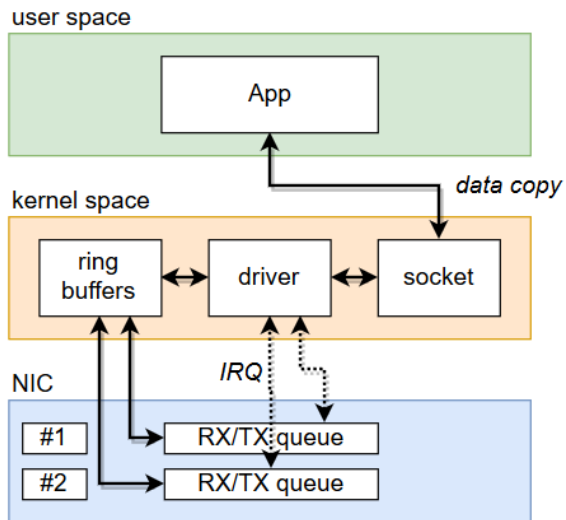 user space
App
data copy
kernel space
ring
buffers
driver
socket
IRQ
NIC
#1
RX/TX queue
#2
RX/TX queue